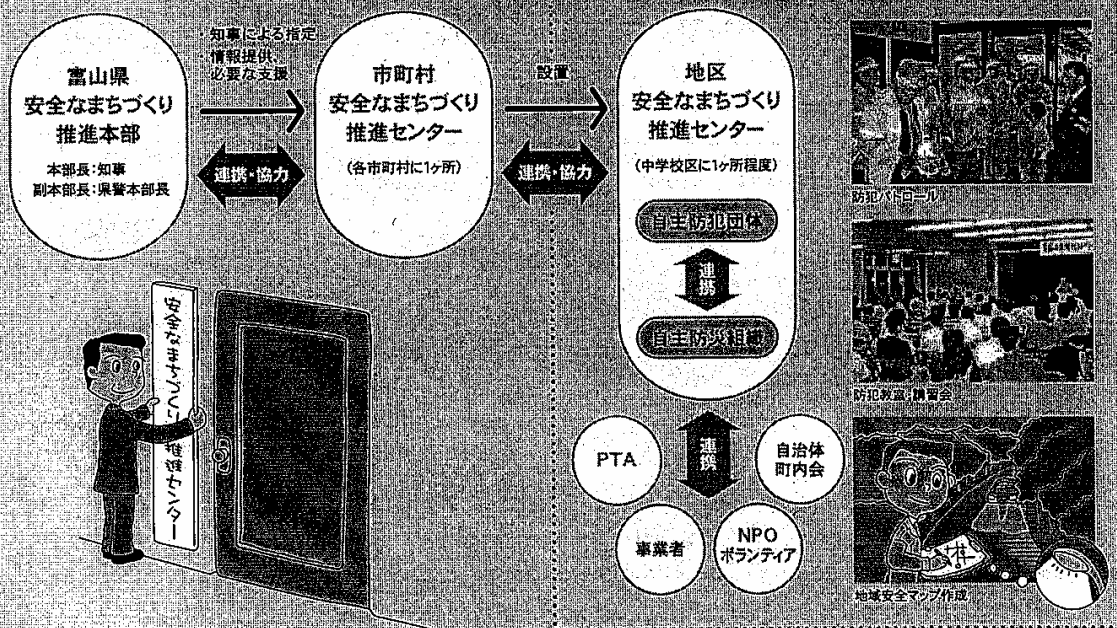 富山県
安全なまちづくり
推進本部
本部長:知事
副本部長:県警本部長
・知事による指定
・情報提供、
必要な支援
連携・協力
市町村
安全なまちづくり
推進センター
(各市町村に1ヶ所)
設置
連携・協力
地区
安全なまちづくり
推進センター
(中学校区に1ヶ所程度)
自主防犯団体
連携
自主防災組織
連携
PTA
自治体
町内会
事業者
NPO
ボランティア
安全なまちづくり推進センター
防犯パトロール
防犯教室・講習会
地域安全マップ作成